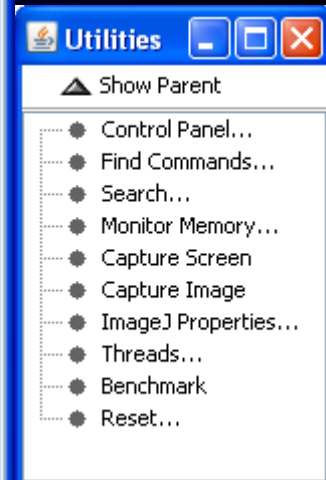 Utilities
Show Parent
Control Panel...
Find Commands...
Search...
Monitor Memory...
Capture Screen
Capture Image
ImageJ Properties...
Threads...
Benchmark
Reset...